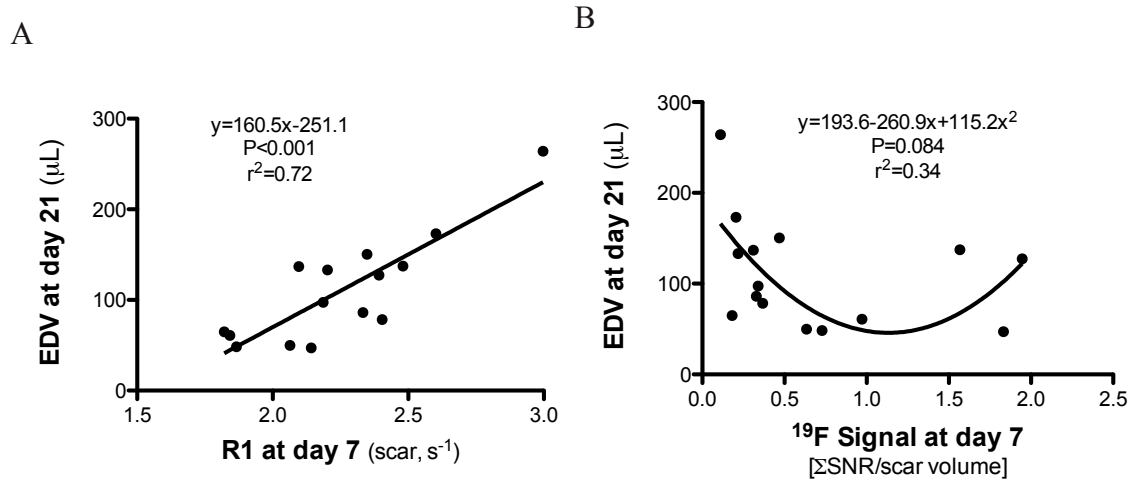 A
y=160.5x-251.1
P<0.001
r²=0.72
EDV at day 21 (µL)
300
200
100
0
1.5 2.0 2.5 3.0
R1 at day 7 (scar, s⁻¹)
B
y=193.6-260.9x+115.2x²
P=0.084
r²=0.34
EDV at day 21 (µL)
300
200
100
0
0.0 0.5 1.0 1.5 2.0 2.5
¹⁹F Signal at day 7
[ΣSNR/scar volume]